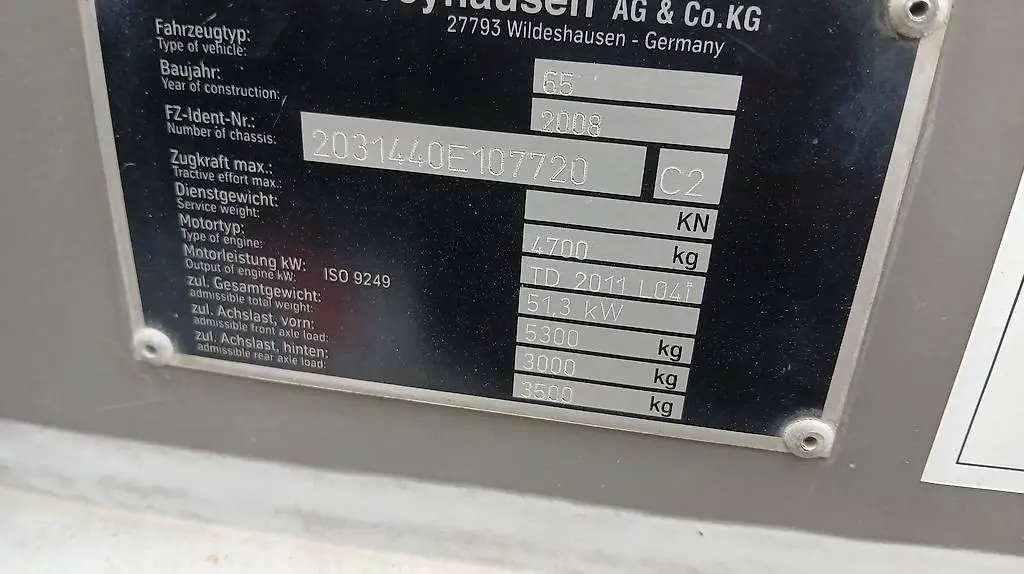 weyhausen AG & Co.KG
27793 Wildeshausen - Germany
Fahrzeugtyp:
Type of vehicle:
65
Baujahr:
Year of construction:
2008
FZ-Ident-Nr.:
Number of chassis:
2031440E107720 C2
Zugkraft max.:
Tractive effort max.:
KN
Dienstgewicht:
Service weight:
4700 kg
Motortyp:
Type of engine:
TD 2011 L04i
Motorleistung kW:
Output of engine kW: ISO 9249
51,3 kW
zul. Gesamtgewicht:
admissible total weight:
5300 kg
zul. Achslast, vorn:
admissible front axle load:
3000 kg
zul. Achslast, hinten:
admissible rear axle load:
3500 kg